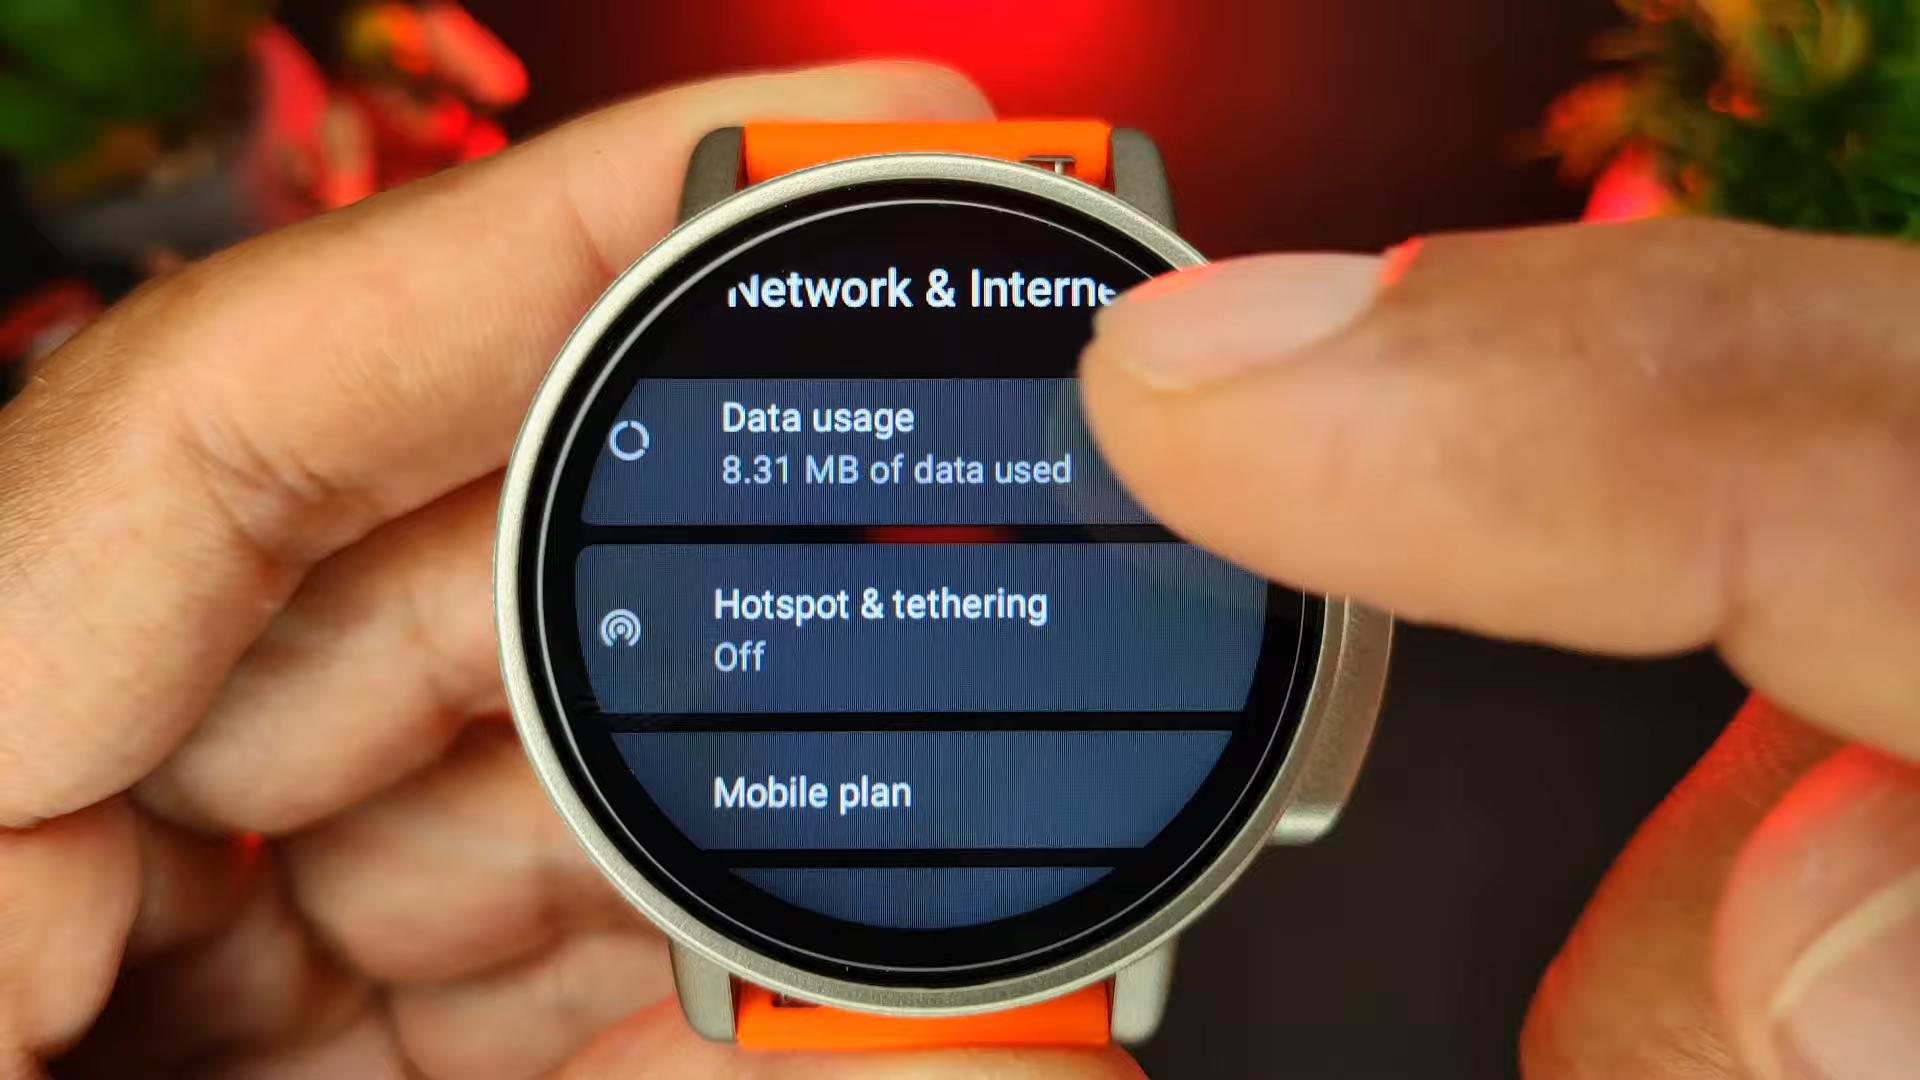 Network & Interne
Data usage
8.31 MB of data used
Hotspot & tethering
Off
Mobile plan